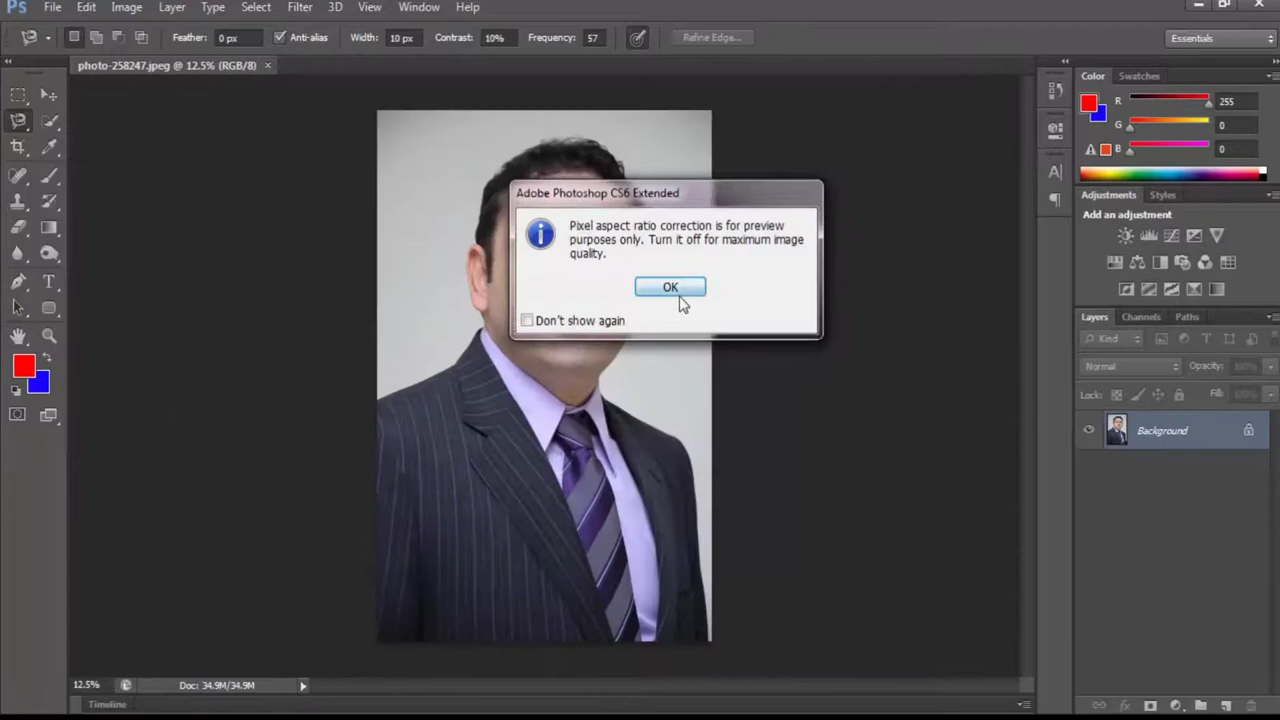 Ps File Edit Image Layer Type Select Filter 3D View Window Help
Feather: 0 px Anti-alias Width: 10 px Contrast: 10% Frequency: 57 Refine Edge... Essentials
photo-258247.jpeg @ 12.5% (RGB/8) ×
Color Swatches
R 255
G 0
B 0
Adjustments Styles
Add an adjustment
Adobe Photoshop CS6 Extended
Pixel aspect ratio correction is for preview
purposes only. Turn it off for maximum image
quality.
OK
Don't show again
Layers Channels Paths
Kind
Normal Opacity: 100%
Lock: Fill: 100%
Background
12.5% Doc: 34.9M/34.9M
Timeline